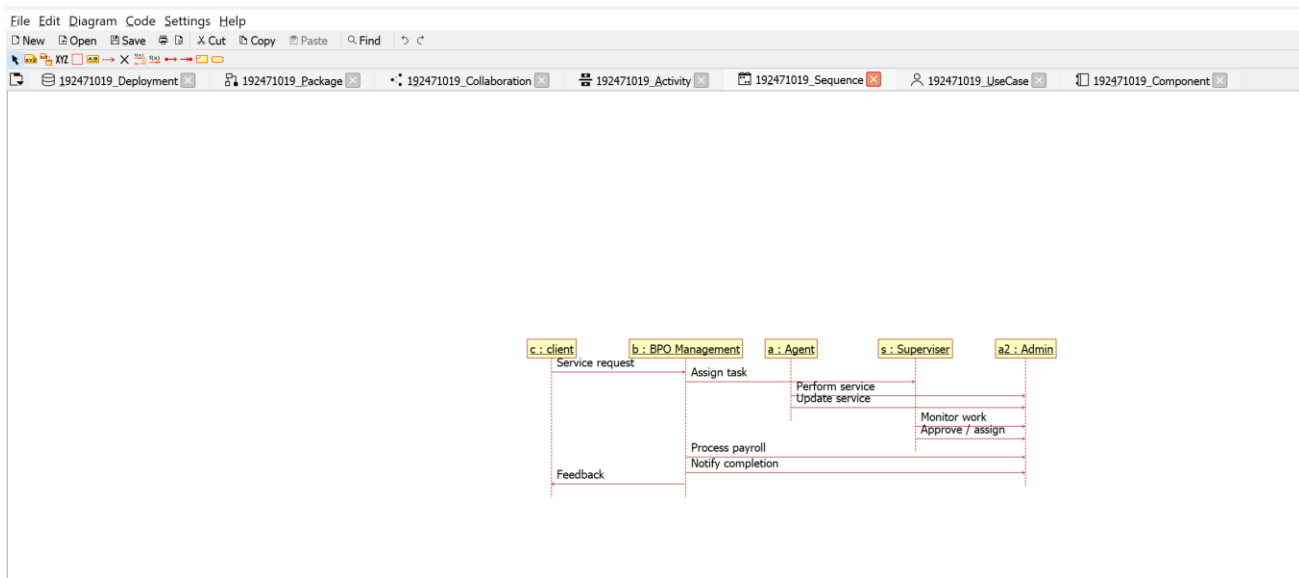 File Edit Diagram Code Settings Help
New Open Save Cut Copy Paste Find
XYZ
192471019_Deployment 192471019_Package 192471019_Collaboration 192471019_Activity 192471019_Sequence 192471019_UseCase 192471019_Component
c : client b : BPO Management a : Agent s : Superviser a2 : Admin
Service request
Assign task
Perform service
Update service
Monitor work
Approve / assign
Process payroll
Notify completion
Feedback